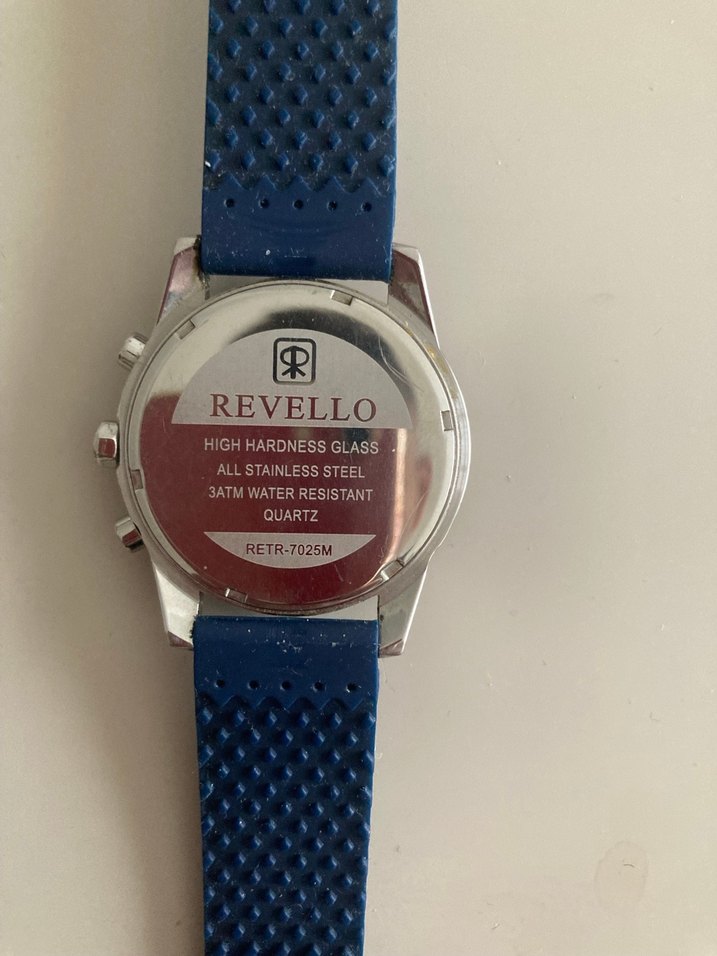 REVELLO
HIGH HARDNESS GLASS
ALL STAINLESS STEEL
3ATM WATER RESISTANT
QUARTZ
RETR-7025M